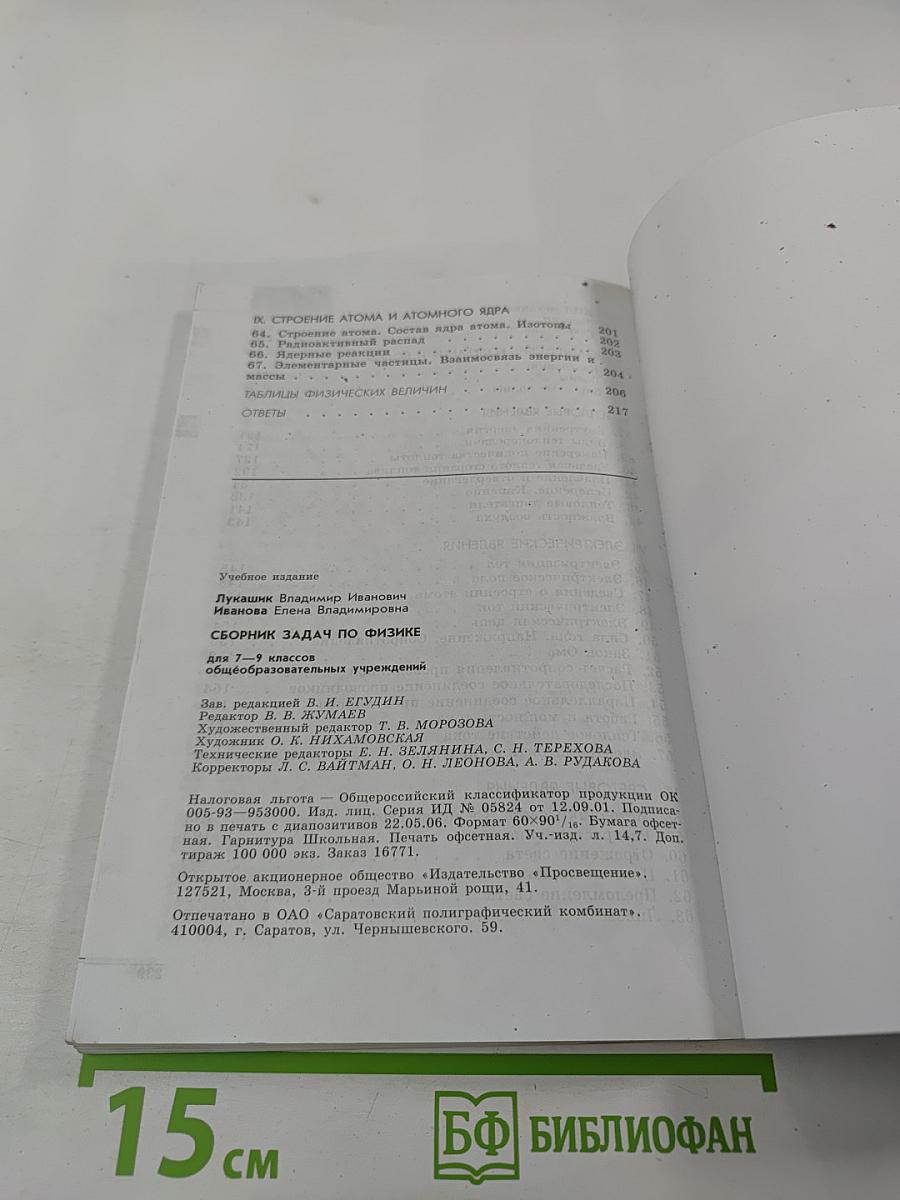 IX. СТРОЕНИЕ АТОМА И АТОМНОГО ЯДРА
64. Строение атома. Состав ядра атома. Изотопы 201
65. Радиоактивный распад . . . . . . . . . . 202
66. Ядерные реакции . . . . . . . . . . . . 203
67. Элементарные частицы. Взаимосвязь энергии и
массы . . . . . . . . . . . . . . . . . . 204
ТАБЛИЦЫ ФИЗИЧЕСКИХ ВЕЛИЧИН . . . . . . . . 206
ОТВЕТЫ . . . . . . . . . . . . . . . . . . 217
Учебное издание
Лукашик Владимир Иванович
Иванова Елена Владимировна
СБОРНИК ЗАДАЧ ПО ФИЗИКЕ
для 7—9 классов
общеобразовательных учреждений
Зав. редакцией В. И. ЕГУДИН
Редактор В. В. ЖУМАЕВ
Художественный редактор Т. В. МОРОЗОВА
Художник О. К. НИХАМОВСКАЯ
Технические редакторы Е. Н. ЗЕЛЯНИНА, С. Н. ТЕРЕХОВА
Корректоры Л. С. ВАЙТМАН, О. Н. ЛЕОНОВА, А. В. РУДАКОВА
Налоговая льгота — Общероссийский классификатор продукции ОК
005-93—953000. Изд. лиц. Серия ИД № 05824 от 12.09.01. Подписа-
но в печать с диапозитивов 22.05.06. Формат 60×90¹/₁₆. Бумага офсет-
ная. Гарнитура Школьная. Печать офсетная. Уч.-изд. л. 14,7. Доп.
тираж 100 000 экз. Заказ 16771.
Открытое акционерное общество «Издательство «Просвещение».
127521, Москва, 3-й проезд Марьиной рощи, 41.
Отпечатано в ОАО «Саратовский полиграфический комбинат».
410004, г. Саратов, ул. Чернышевского. 59.
15 см
БФ БИБЛИОФАН